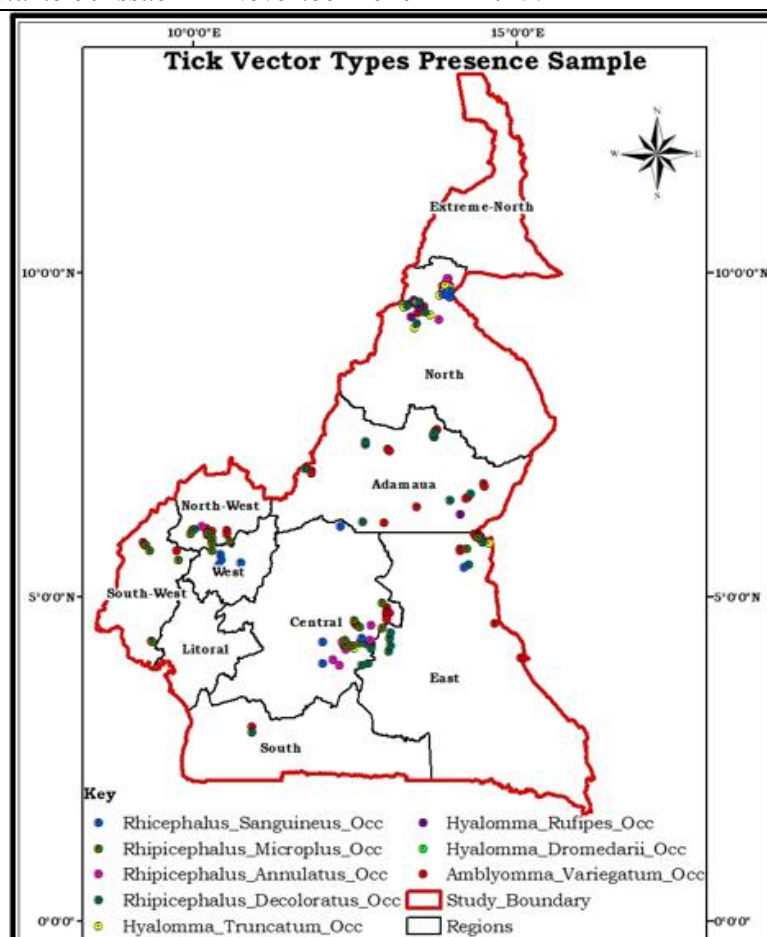 10°0'0"E 15°0'0"E
Tick Vector Types Presence Sample
N
W E
S
Extreme-North
10°0'0"N 10°0'0"N
North
Adamaua
North-West
West
South-West
5°0'0"N 5°0'0"N
Central
Litoral
East
South
Key
Rhicephalus_Sanguineus_Occ
Rhipicephalus_Microplus_Occ
Rhipicephalus_Annulatus_Occ
Rhipicephalus_Decoloratus_Occ
Hyalomma_Truncatum_Occ
Hyalomma_Rufipes_Occ
Hyalomma_Dromedarii_Occ
Amblyomma_Variegatum_Occ
Study_Boundary
Regions
0°0'0" 0°0'0"